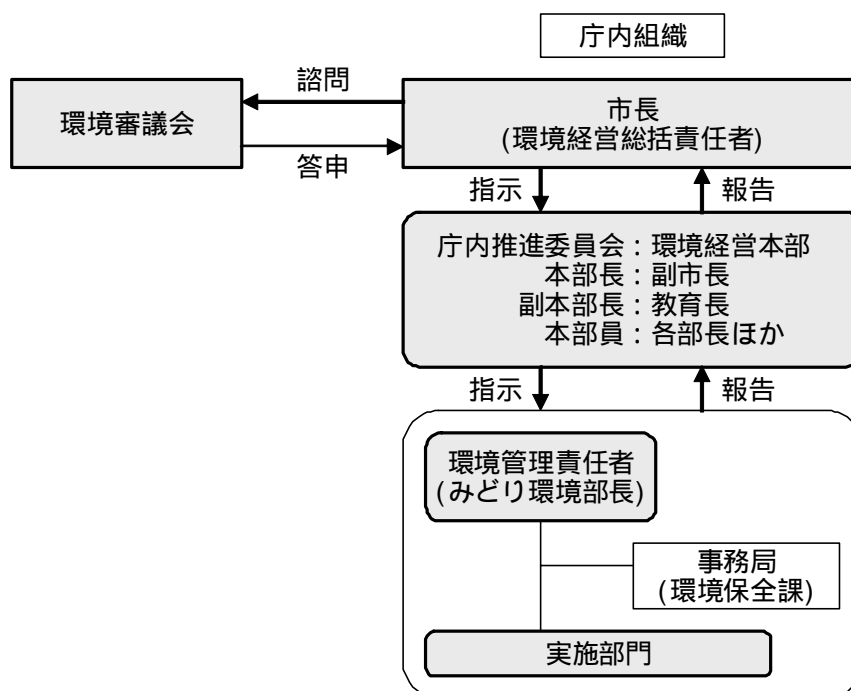 庁内組織
諮問
環境審議会
市長
(環境経営総括責任者)
答申
指示
報告
庁内推進委員会：環境経営本部
本部長：副市長
副本部長：教育長
本部員：各部長ほか
指示
報告
環境管理責任者
(みどり環境部長)
事務局
(環境保全課)
実施部門